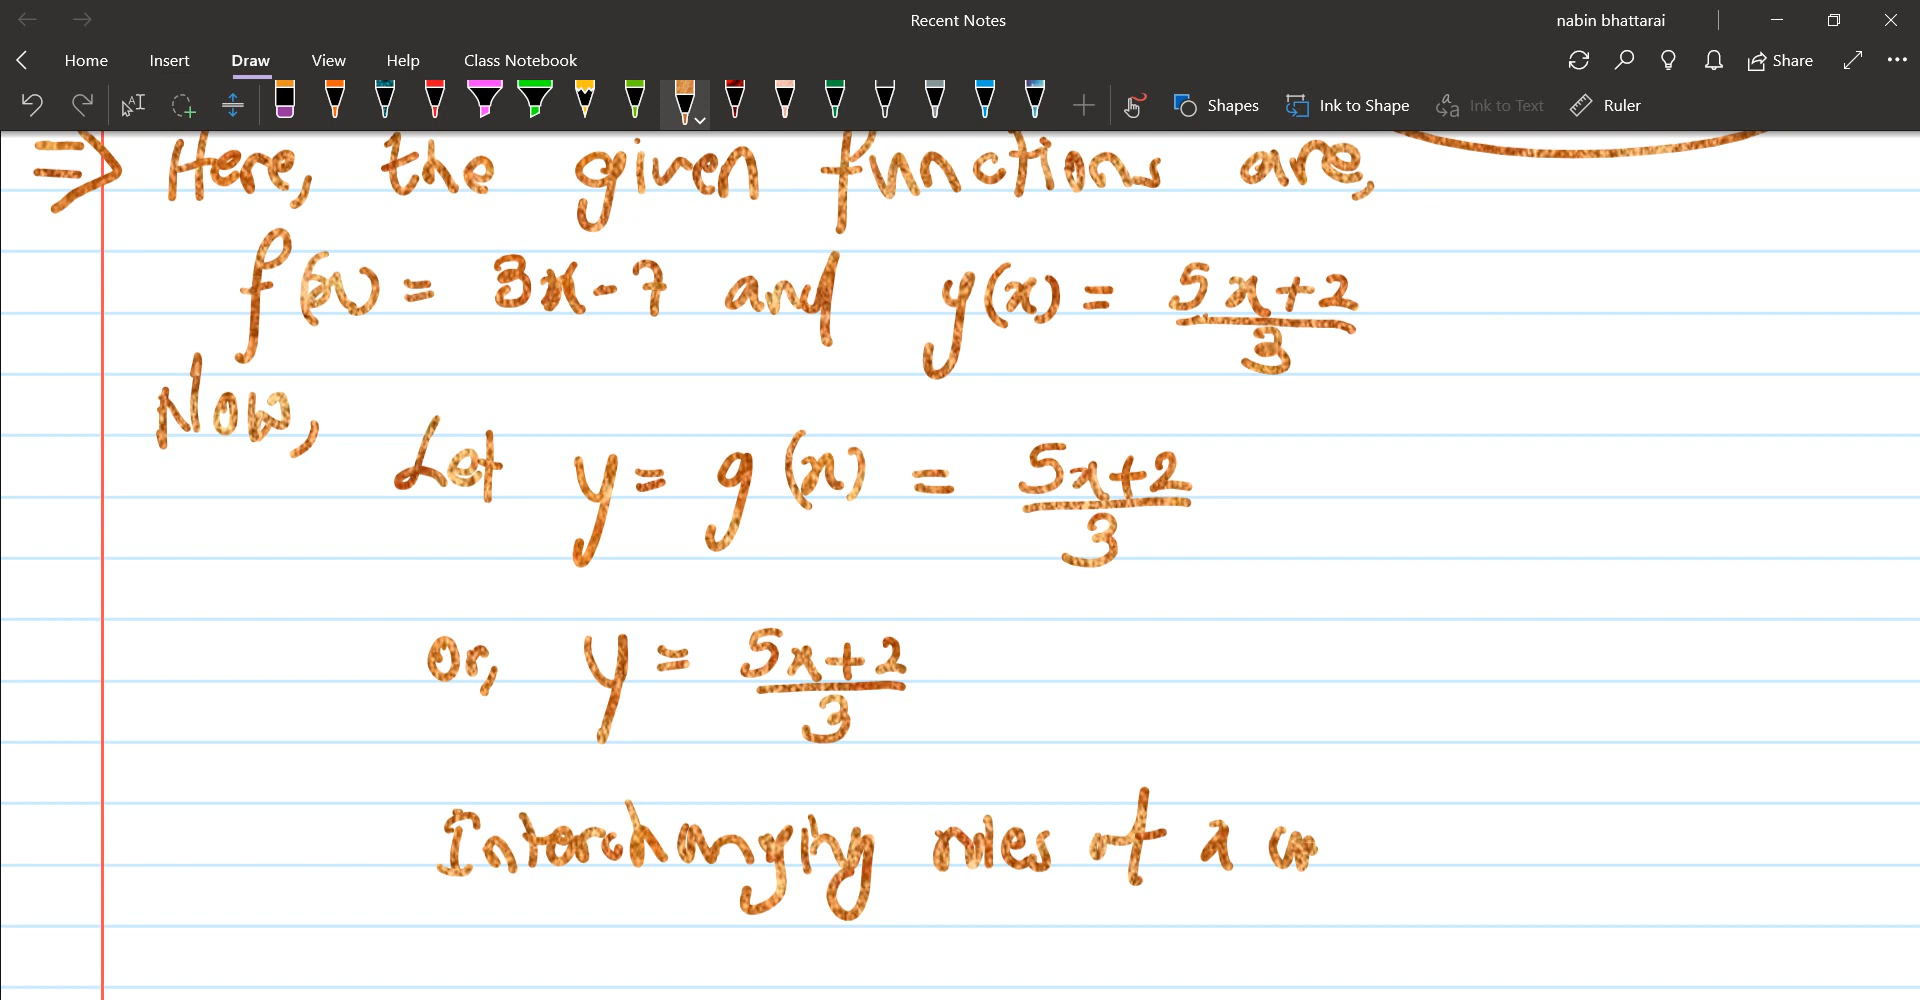 Recent Notes
nabin bhattarai
Home Insert Draw View Help Class Notebook Share
Shapes Ink to Shape Ink to Text Ruler
⇒ Here, the given functions are,
f(x) = 3x-7 and g(x) = (5x+2)/3
Now,
Let y = g(x) = (5x+2)/3
Or, y = (5x+2)/3
Interchanging roles of x an